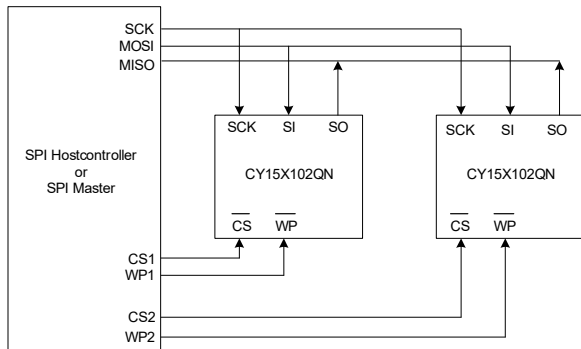 SCK
MOSI
MISO
SCK SI SO
SCK SI SO
SPI Hostcontroller
or
SPI Master
CY15X102QN
CY15X102QN
CS WP
CS WP
CS1
WP1
CS2
WP2